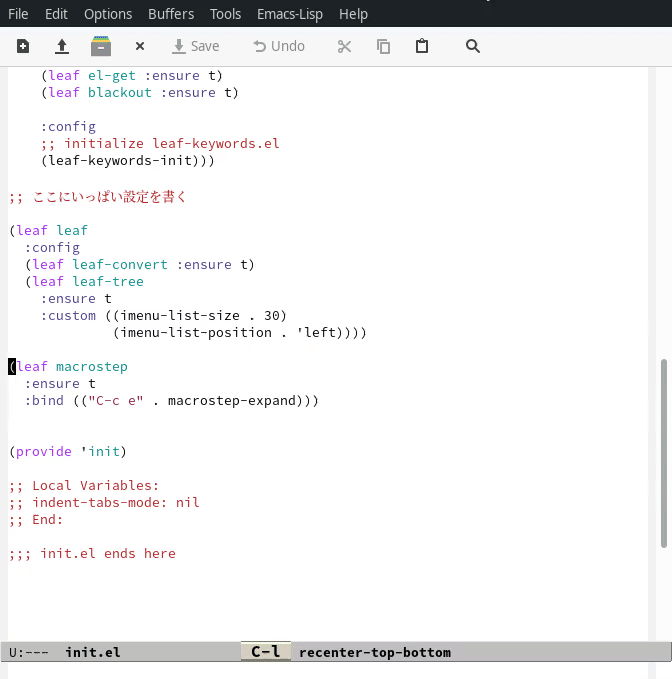 File Edit Options Buffers Tools Emacs-Lisp Help
Save Undo
(leaf el-get :ensure t)
(leaf blackout :ensure t)
:config
;; initialize leaf-keywords.el
(leaf-keywords-init)))
;; ここにいっぱい設定を書く
(leaf leaf
:config
(leaf leaf-convert :ensure t)
(leaf leaf-tree
:ensure t
:custom ((imenu-list-size . 30)
(imenu-list-position . 'left))))
(leaf macrostep
:ensure t
:bind (("C-c e" . macrostep-expand)))
(provide 'init)
;; Local Variables:
;; indent-tabs-mode: nil
;; End:
;;; init.el ends here
U:--- init.el C-l recenter-top-bottom